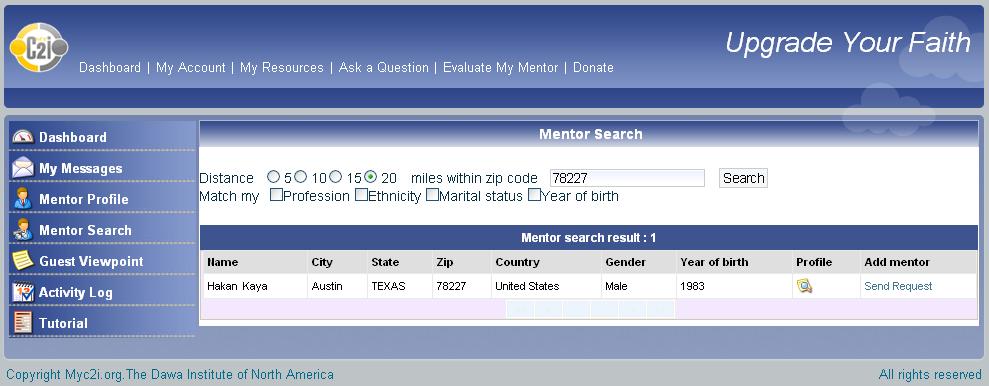 C2i
Upgrade Your Faith
Dashboard | My Account | My Resources | Ask a Question | Evaluate My Mentor | Donate
Dashboard
My Messages
Mentor Profile
Mentor Search
Guest Viewpoint
Activity Log
Tutorial
Mentor Search
Distance 5 10 15 20 miles within zip code 78227 Search
Match my Profession Ethnicity Marital status Year of birth
Mentor search result : 1
Name City State Zip Country Gender Year of birth Profile Add mentor
Hakan Kaya Austin TEXAS 78227 United States Male 1983 Send Request
Copyright Myc2i.org.The Dawa Institute of North America All rights reserved